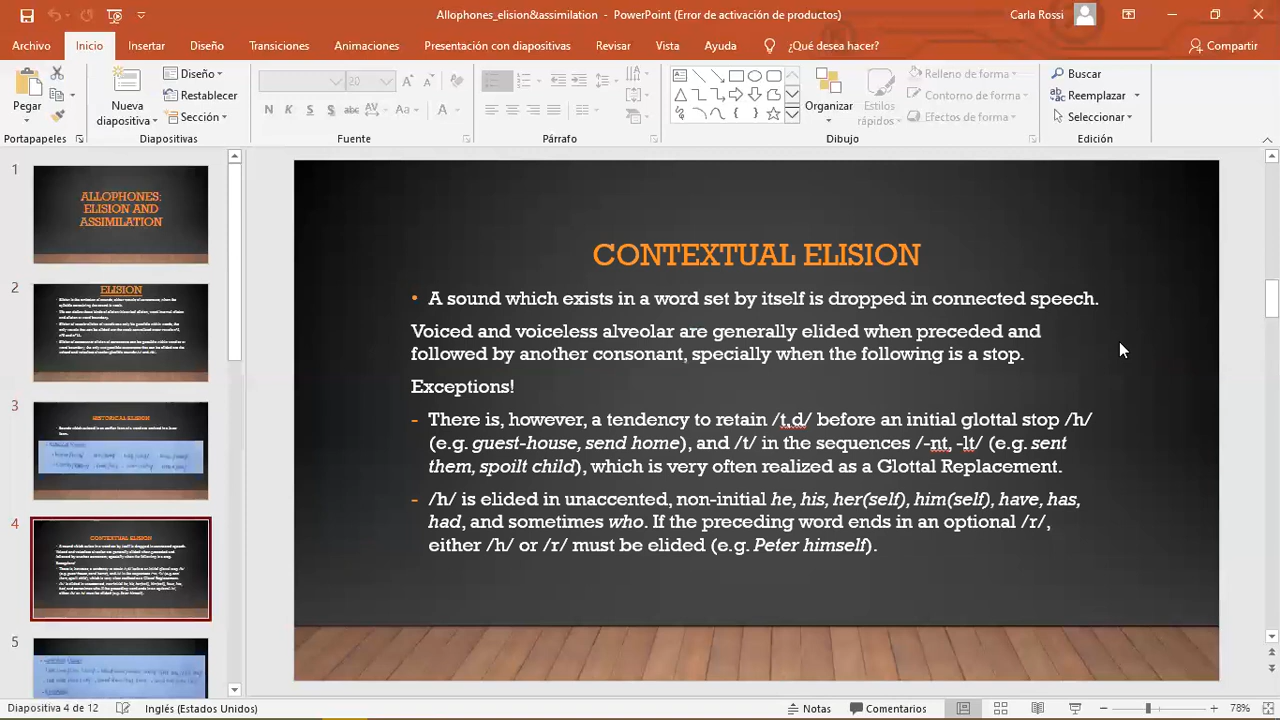 Allophones_elision&assimilation - PowerPoint (Error de activación de productos)
Carla Rossi
Archivo Inicio Insertar Diseño Transiciones Animaciones Presentación con diapositivas Revisar Vista Ayuda ¿Qué desea hacer? Compartir
Pegar
Nueva diapositiva
Diseño
Restablecer
Sección
20
N K S S abc AV Aa A
Organizar
Estilos rápidos
Relleno de forma
Contorno de forma
Efectos de forma
Buscar
Reemplazar
Seleccionar
Portapapeles Diapositivas Fuente Párrafo Dibujo Edición
1
ALLOPHONES:
ELISION AND
ASSIMILATION
2
ELISION
3
HISTORICAL ELISION
4
CONTEXTUAL ELISION
5
CONTEXTUAL ELISION
• A sound which exists in a word set by itself is dropped in connected speech.
Voiced and voiceless alveolar are generally elided when preceded and
followed by another consonant, specially when the following is a stop.
Exceptions!
- There is, however, a tendency to retain /t,d/ before an initial glottal stop /h/
(e.g. guest-house, send home), and /t/ in the sequences /-nt, -lt/ (e.g. sent
them, spoilt child), which is very often realized as a Glottal Replacement.
- /h/ is elided in unaccented, non-initial he, his, her(self), him(self), have, has,
had, and sometimes who. If the preceding word ends in an optional /r/,
either /h/ or /r/ must be elided (e.g. Peter himself).
Diapositiva 4 de 12 Inglés (Estados Unidos) Notas Comentarios 78%